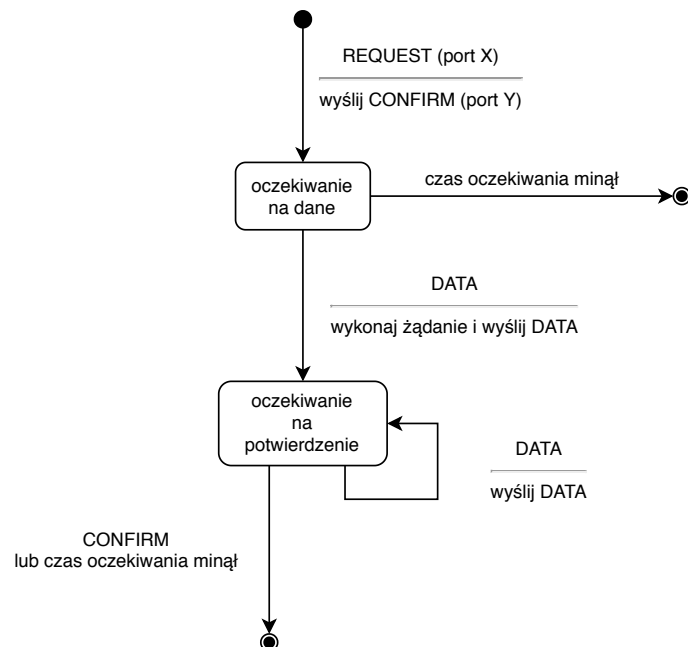 REQUEST (port X)
wyślij CONFIRM (port Y)
oczekiwanie
na dane
czas oczekiwania minął
DATA
wykonaj żądanie i wyślij DATA
oczekiwanie
na
potwierdzenie
DATA
wyślij DATA
CONFIRM
lub czas oczekiwania minął